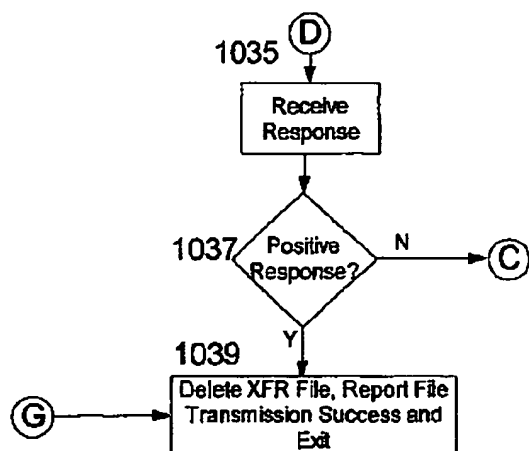 D
1035
Receive
Response
1037
Positive
Response?
N
C
Y
1039
Delete XFR File, Report File
Transmission Success and
Exit
G